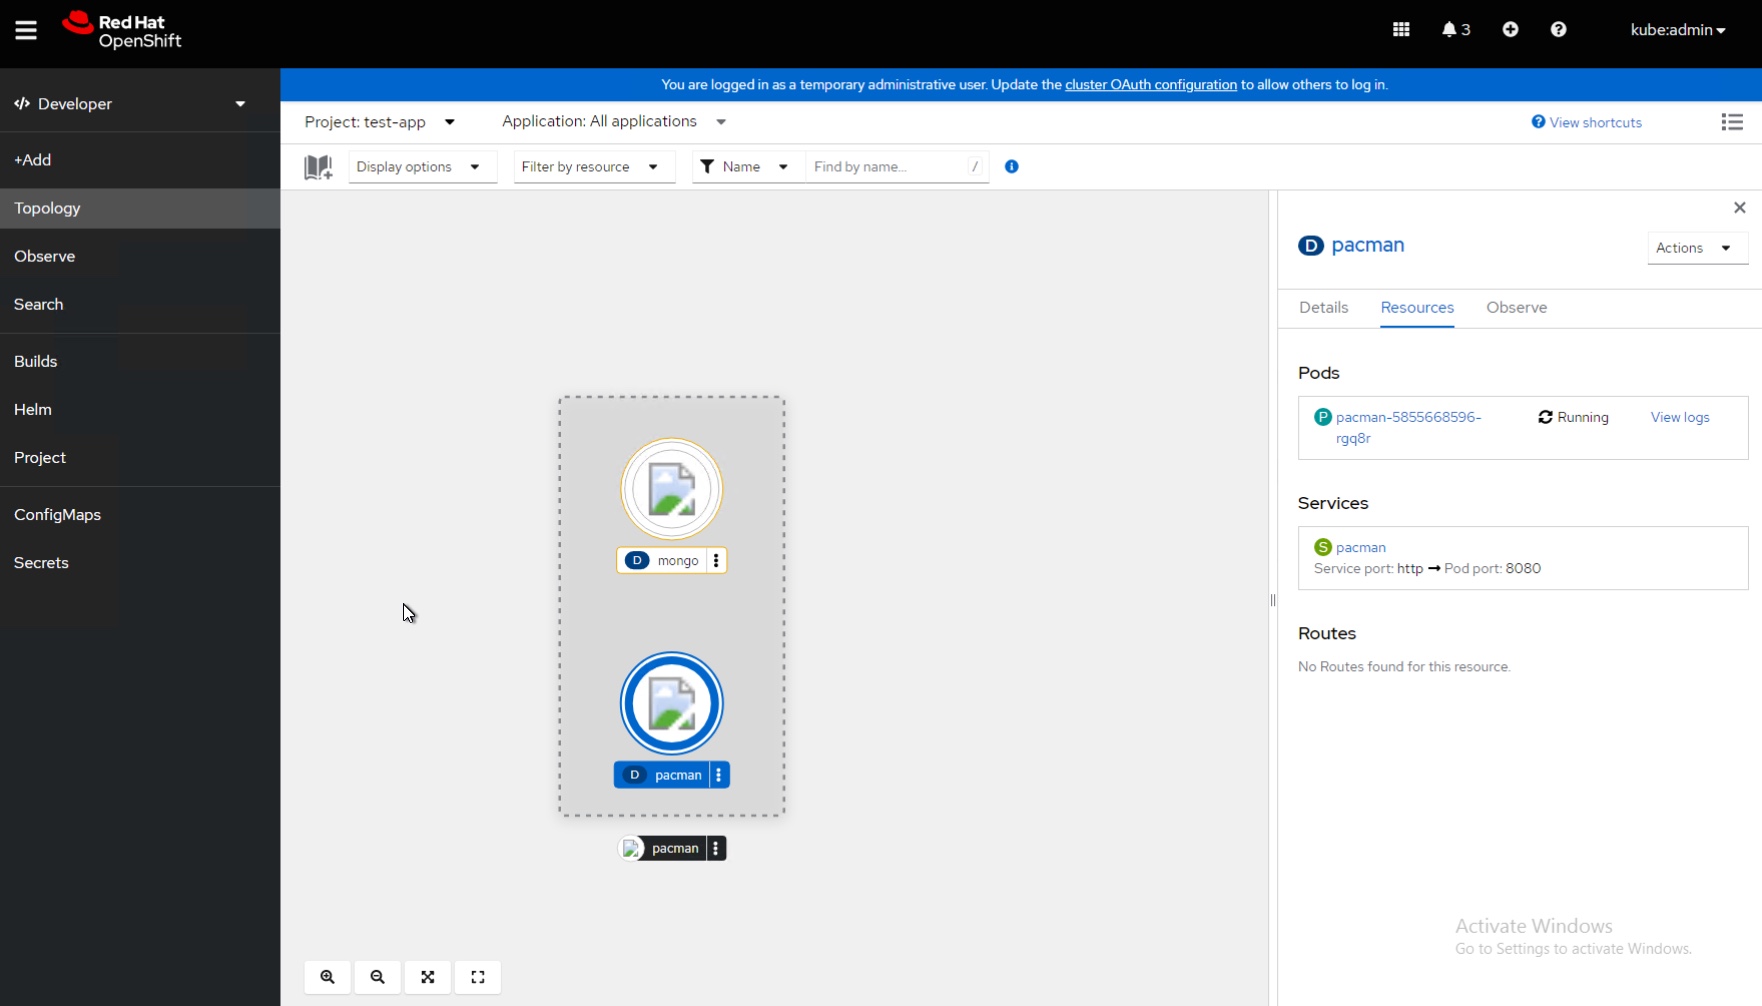 Red Hat
OpenShift
3
kube:admin
Developer
You are logged in as a temporary administrative user. Update the cluster OAuth configuration to allow others to log in.
Project: test-app
Application: All applications
View shortcuts
+Add
Display options
Filter by resource
Name
Find by name...
/
Topology
Observe
Search
Builds
Helm
Project
ConfigMaps
Secrets
D mongo
D pacman
pacman
D pacman
Actions
Details
Resources
Observe
Pods
P pacman-5855668596-
rgq8r
Running
View logs
Services
S pacman
Service port: http → Pod port: 8080
Routes
No Routes found for this resource.
Activate Windows
Go to Settings to activate Windows.